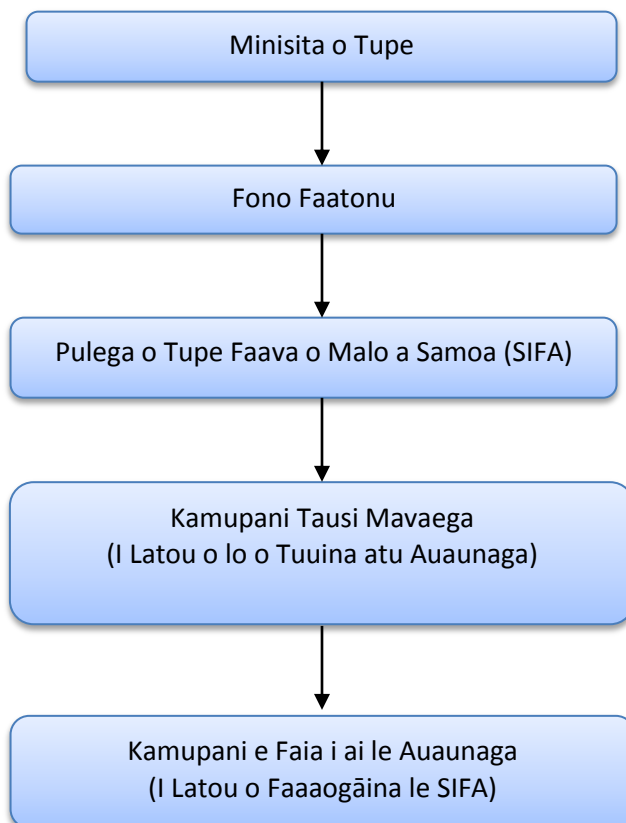 Minisita o Tupe
Fono Faatonu
Pulega o Tupe Faava o Malo a Samoa (SIFA)
Kamupani Tausi Mavaega
(I Latou o lo o Tuuina atu Auaunaga)
Kamupani e Faia i ai le Auaunaga
(I Latou o Faaaogāina le SIFA)